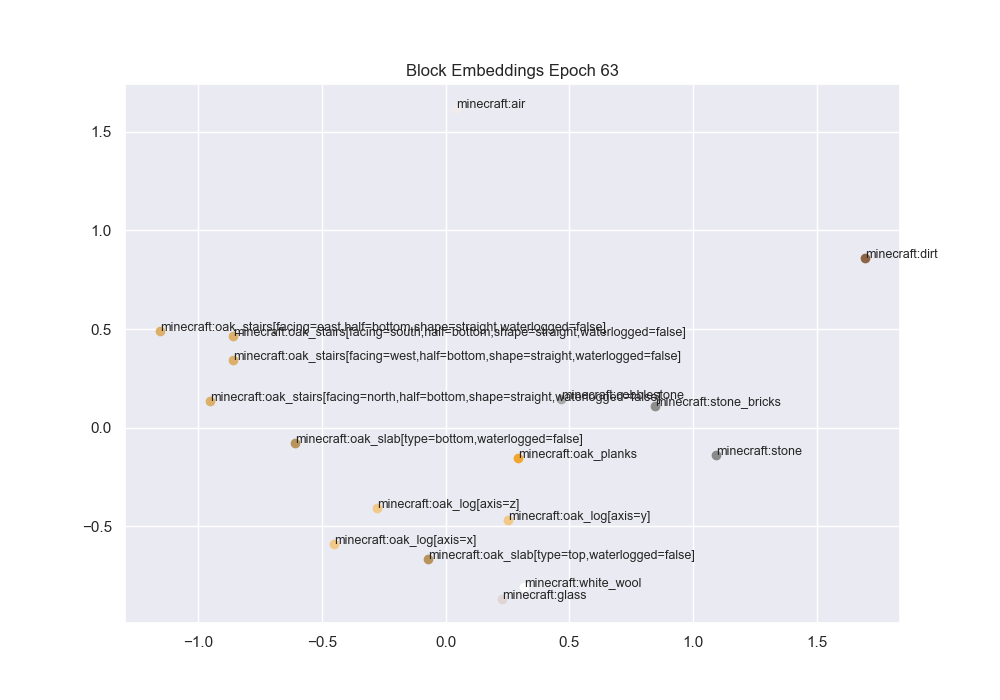 Block Embeddings Epoch 63
minecraft:air
1.5
1.0
minecraft:dirt
0.5
minecraft:oak_stairs[facing=east,half=bottom,shape=straight,waterlogged=false]
minecraft:oak_stairs[facing=south,half=bottom,shape=straight,waterlogged=false]
minecraft:oak_stairs[facing=west,half=bottom,shape=straight,waterlogged=false]
minecraft:oak_stairs[facing=north,half=bottom,shape=straight,waterlogged=false]
minecraft:cobblestone
minecraft:stone_bricks
0.0
minecraft:oak_slab[type=bottom,waterlogged=false]
minecraft:oak_planks
minecraft:stone
minecraft:oak_log[axis=z]
minecraft:oak_log[axis=y]
−0.5
minecraft:oak_log[axis=x]
minecraft:oak_slab[type=top,waterlogged=false]
minecraft:white_wool
minecraft:glass
−1.0 −0.5 0.0 0.5 1.0 1.5